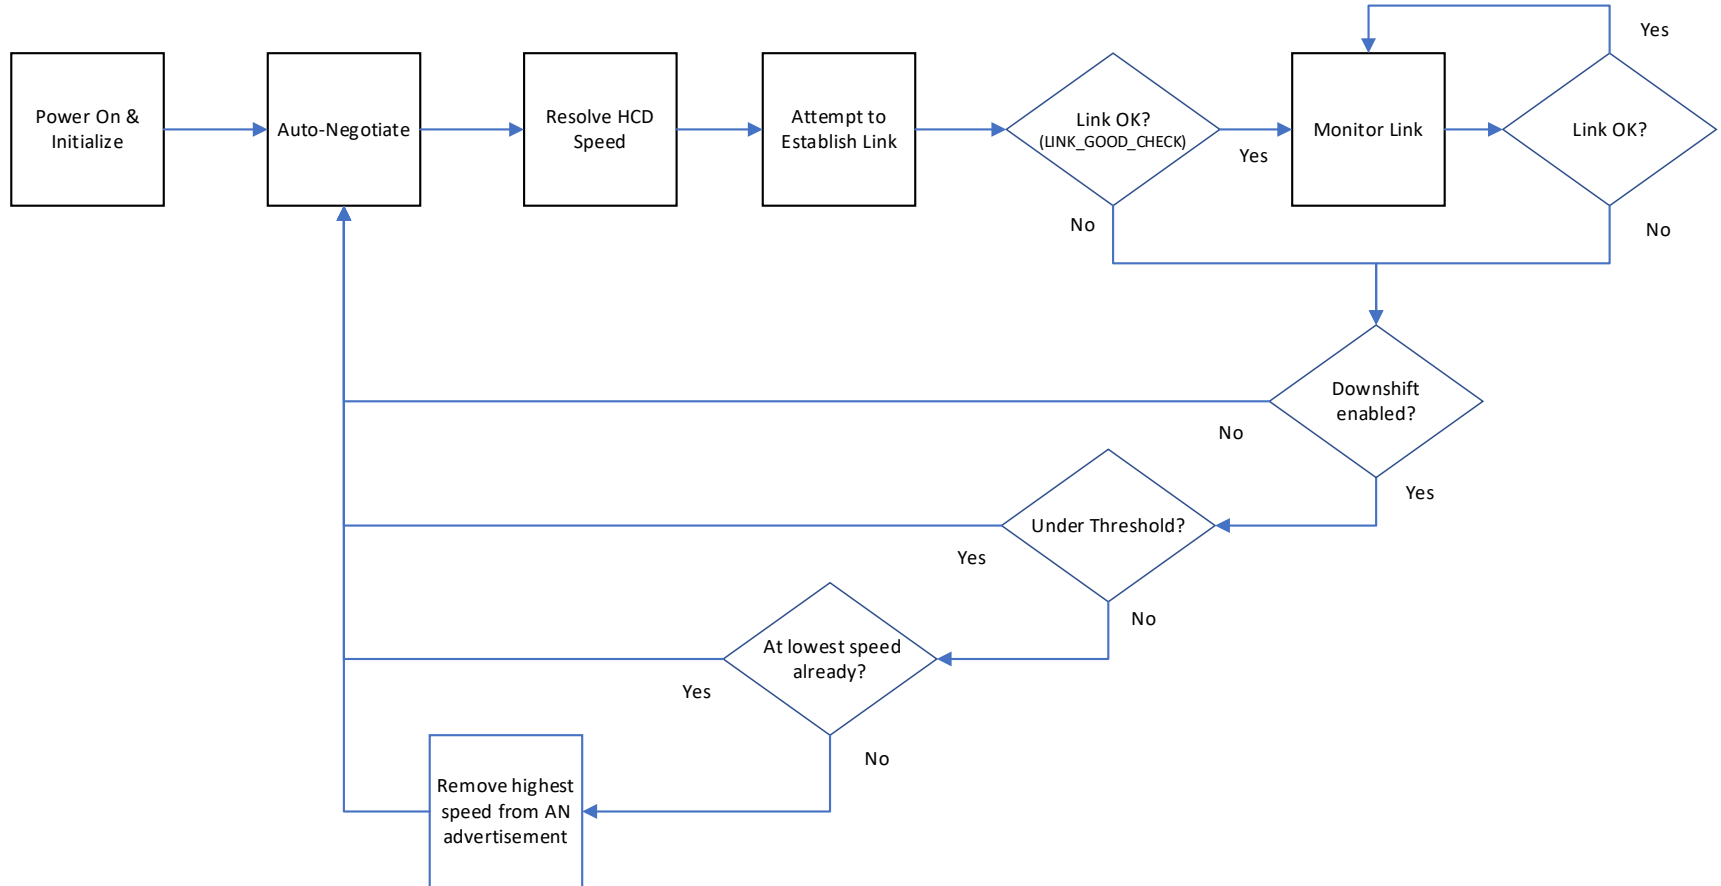 Power On &
Initialize
Auto-Negotiate
Resolve HCD
Speed
Attempt to
Establish Link
Link OK?
(LINK_GOOD_CHECK)
Yes
No
Monitor Link
Link OK?
Yes
No
Downshift
enabled?
No
Yes
Under Threshold?
Yes
No
At lowest speed
already?
Yes
No
Remove highest
speed from AN
advertisement